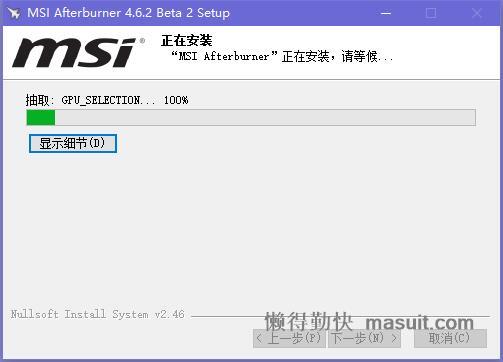 MSI Afterburner 4.6.2 Beta 2 Setup
msi®
正在安装
“MSI Afterburner”正在安装，请等候...
抽取: GPU_SELECTION... 100%
显示细节(D)
Nullsoft Install System v2.46
懒得勤快 masuit.com
< 上一步(P) 下一步(N) > 取消(C)